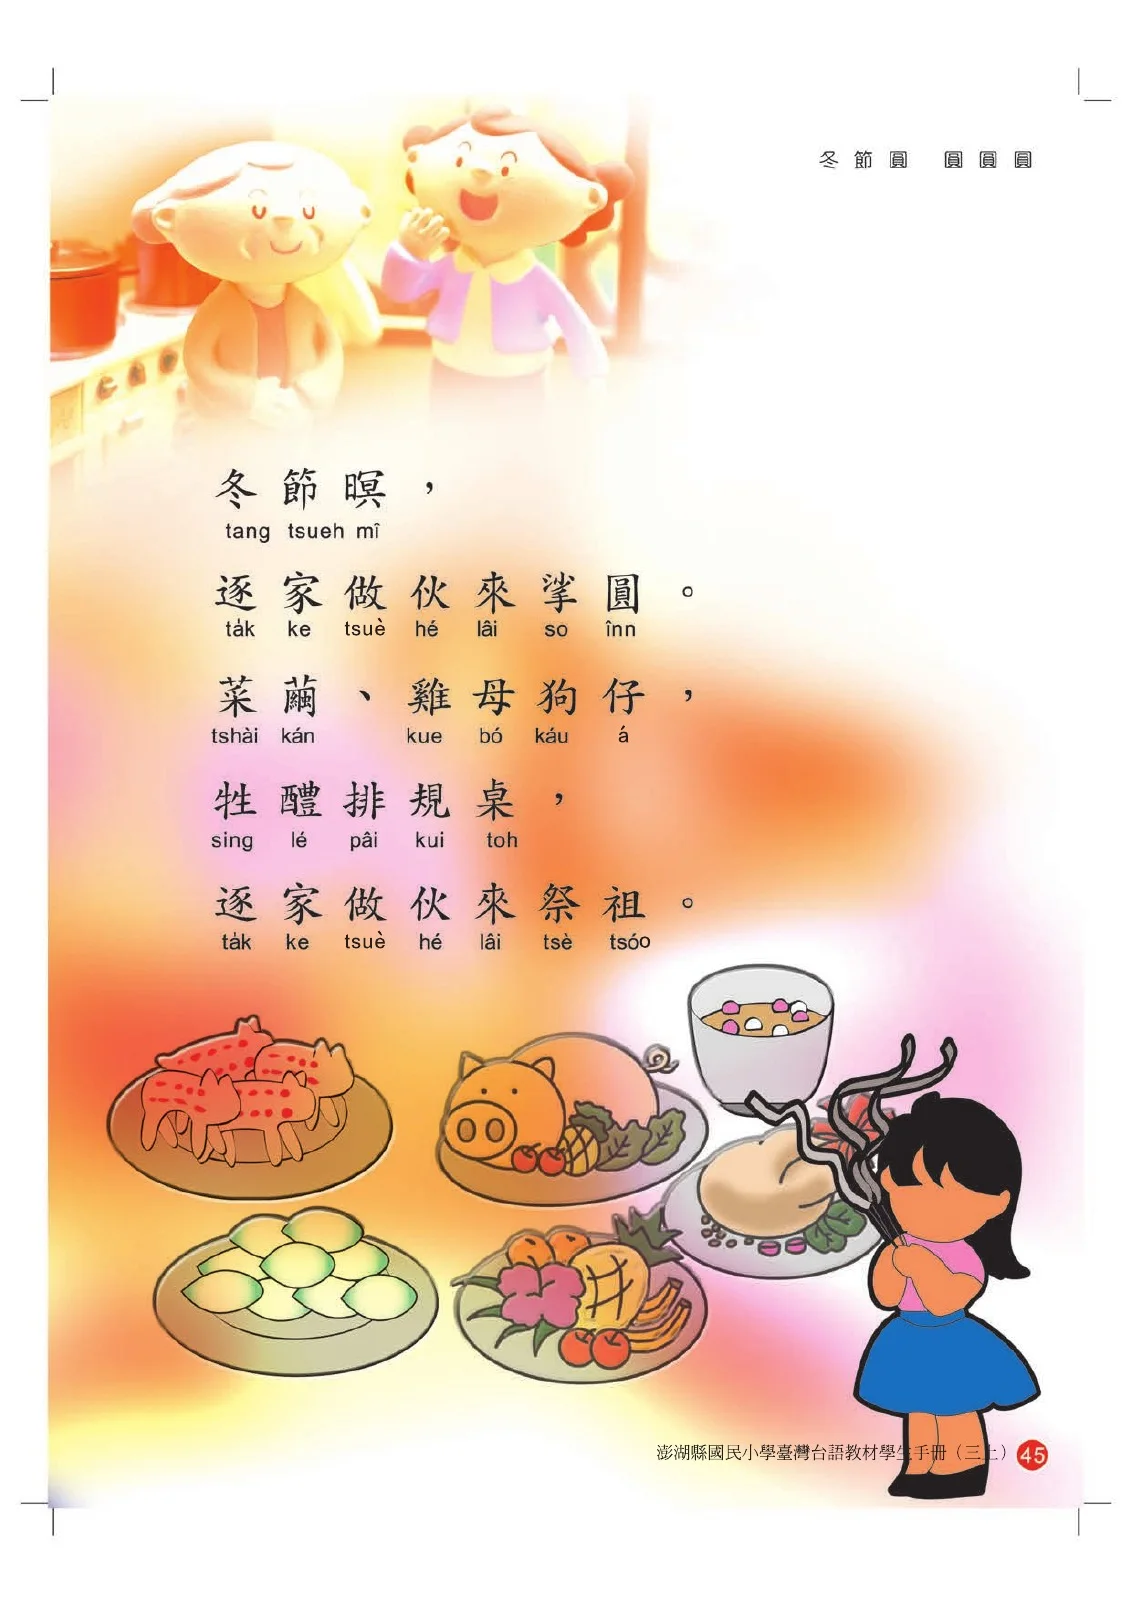 冬節圓 圓圓圓
冬節暝，
tang tsueh mî
逐家做伙來挲圓。
ta̍k ke tsuè hé lâi so înn
菜繭、雞母狗仔，
tshài kán kue bó káu á
牲醴排規桌，
sing lé pâi kui toh
逐家做伙來祭祖。
ta̍k ke tsuè hé lâi tsè tsóo
澎湖縣國民小學臺灣台語教材學生手冊（三上）45